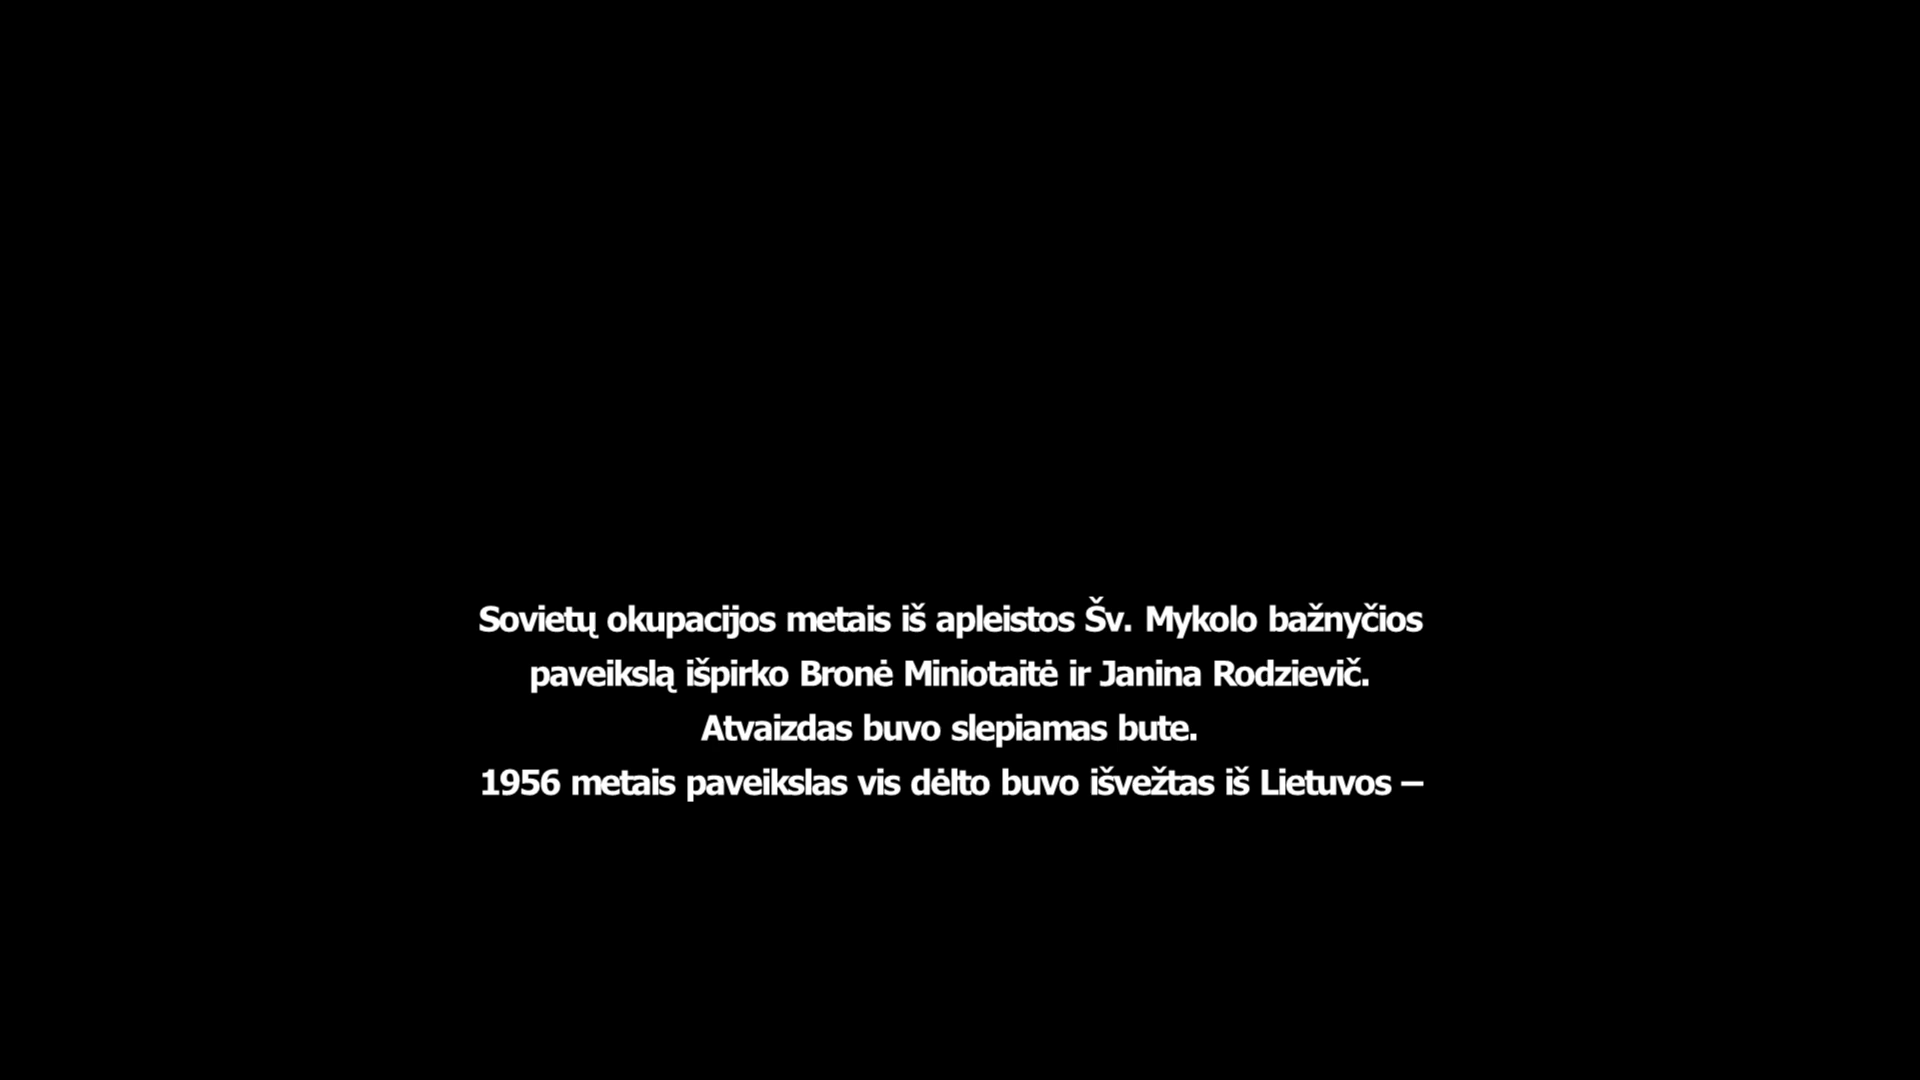 Sovietų okupacijos metais iš apleistos Šv. Mykolo bažnyčios
paveikslą išpirko Bronė Miniotaitė ir Janina Rodzievič.
Atvaizdas buvo slepiamas bute.
1956 metais paveikslas vis dėlto buvo išvežtas iš Lietuvos –